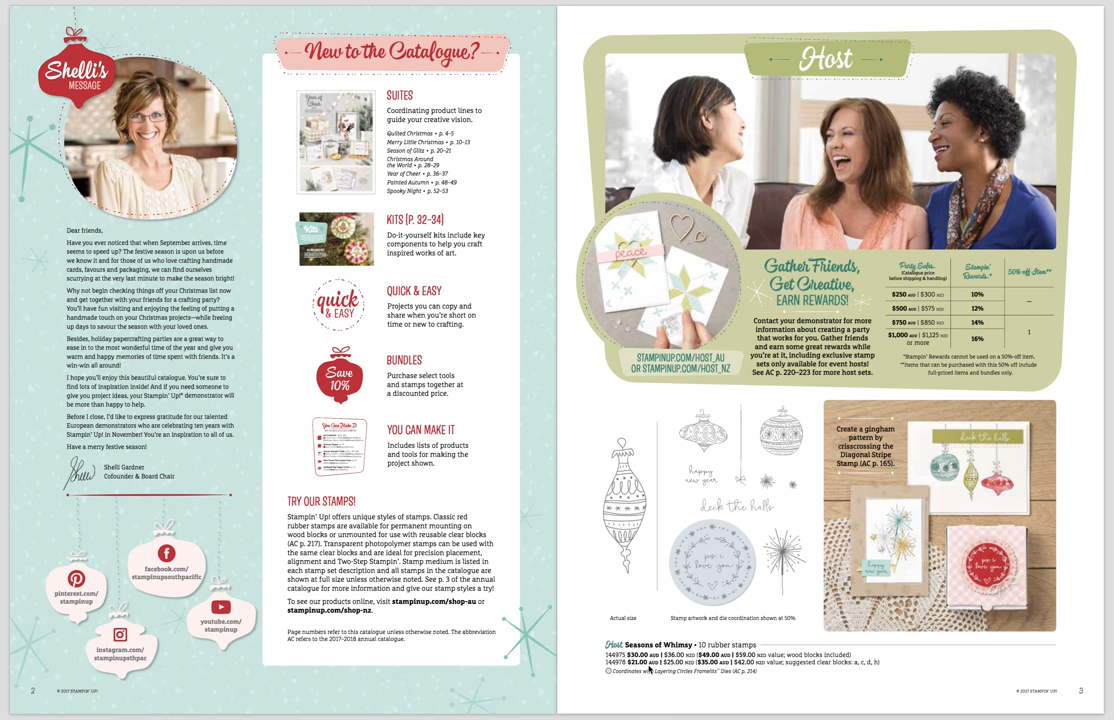 Shelli's
MESSAGE
Dear friends,
Have you ever noticed that when September arrives, time
seems to speed up? The festive season is upon us before
we know it and for those of us who love crafting handmade
cards, favours and packaging, we can find ourselves
scurrying at the very last minute to make the season bright!
Why not begin checking things off your Christmas list now
and get together with your friends for a crafting party?
You'll have fun visiting and enjoying the feeling of putting a
handmade touch on your Christmas projects—while freeing
up days to savour the season with your loved ones.
Besides, holiday papercrafting parties are a great way to
ease in to the most wonderful time of the year and give you
warm and happy memories of time spent with friends. It's a
win-win all around!
I hope you'll enjoy this beautiful catalogue. You're sure to
find lots of inspiration inside! And if you need someone to
give you project ideas, your Stampin' Up!® demonstrator will
be more than happy to help.
Before I close, I'd like to express gratitude for our talented
European demonstrators who are celebrating ten years with
Stampin' Up! in November! You're an inspiration to all of us.
Have a merry festive season!
Shelli Gardner
Cofounder & Board Chair
facebook.com/
stampinupsouthpacific
pinterest.com/
stampinup
youtube.com/
stampinup
instagram.com/
stampinupsthpac
2
© 2017 STAMPIN' UP!
New to the Catalogue?
SUITES
Coordinating product lines to
guide your creative vision.
Quilted Christmas • p. 4-5
Merry Little Christmas • p. 10-13
Season of Glitz • p. 20-21
Christmas Around
the World • p. 28-29
Year of Cheer • p. 36-37
Painted Autumn • p. 48-49
Spooky Night • p. 52-53
Kits
KITS (P. 32-34)
Do-it-yourself kits include key
components to help you craft
inspired works of art.
quick
& EASY
QUICK & EASY
Projects you can copy and
share when you're short on
time or new to crafting.
Save
10%
BUNDLES
Purchase select tools
and stamps together at
a discounted price.
You Can Make It
YOU CAN MAKE IT
Includes lists of products
and tools for making the
project shown.
TRY OUR STAMPS!
Stampin' Up! offers unique styles of stamps. Classic red
rubber stamps are available for permanent mounting on
wood blocks or unmounted for use with reusable clear blocks
(AC p. 217). Transparent photopolymer stamps can be used with
the same clear blocks and are ideal for precision placement,
alignment and Two-Step Stampin'. Stamp medium is listed in
each stamp set description and all stamps in the catalogue are
shown at full size unless otherwise noted. See p. 3 of the annual
catalogue for more information and give our stamp styles a try!
To see our products online, visit stampinup.com/shop-au or
stampinup.com/shop-nz.
Page numbers refer to this catalogue unless otherwise noted. The abbreviation
AC refers to the 2017–2018 annual catalogue.
Host
peace
STAMPINUP.COM/HOST_AU
OR STAMPINUP.COM/HOST_NZ
Gather Friends,
Get Creative,
EARN REWARDS!
Contact your demonstrator for more
information about creating a party
that works for you. Gather friends
and earn some great rewards while
you're at it, including exclusive stamp
sets only available for event hosts!
See AC p. 220–223 for more host sets.
Party Sales
(Catalogue price
before shipping & handling)
Stampin'
Rewards*
50%-off Item**
$250 AUD | $300 NZD 10% —
$500 AUD | $575 NZD 12%
$750 AUD | $850 NZD 14% 1
$1,000 AUD | $1,125 NZD
or more 16%
*Stampin' Rewards cannot be used on a 50%-off item.
**Items that can be purchased with this 50% off include
full-priced items and bundles only.
happy
new year
deck the halls
joy &
love you
Actual size
Stamp artwork and die coordination shown at 50%
Create a gingham
pattern by
crisscrossing the
Diagonal Stripe
Stamp (AC p. 165).
deck the halls
happy
new year
Host Seasons of Whimsy • 10 rubber stamps
144975 $30.00 AUD | $36.00 NZD ($49.00 AUD | $59.00 NZD value; wood blocks included)
144978 $21.00 AUD | $25.00 NZD ($35.00 AUD | $42.00 NZD value; suggested clear blocks: a, c, d, h)
Coordinates with Layering Circles Framelits™ Dies (AC p. 214)
© 2017 STAMPIN' UP!
3